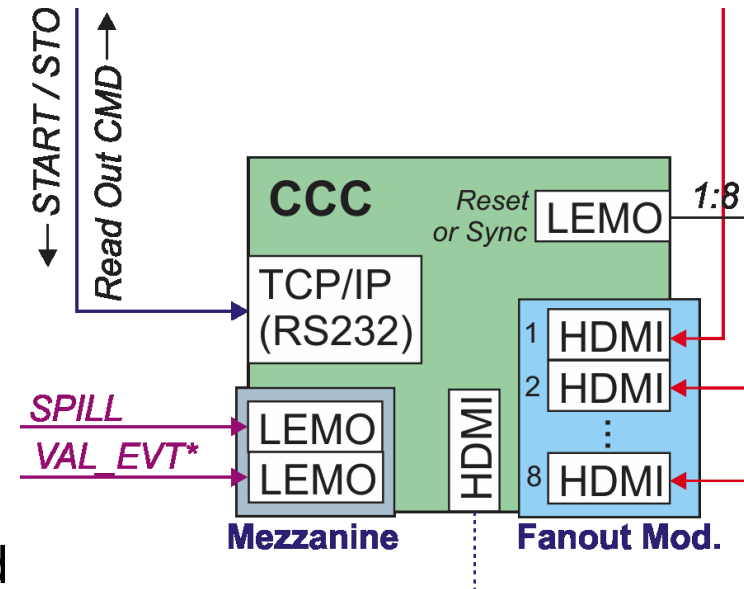 START / STO
Read Out CMD
CCC
Reset
or Sync
LEMO
1:8
TCP/IP
(RS232)
1 HDMI
2 HDMI
⋮
8 HDMI
SPILL
VAL_EVT*
LEMO
LEMO
HDMI
Mezzanine
Fanout Mod.
d